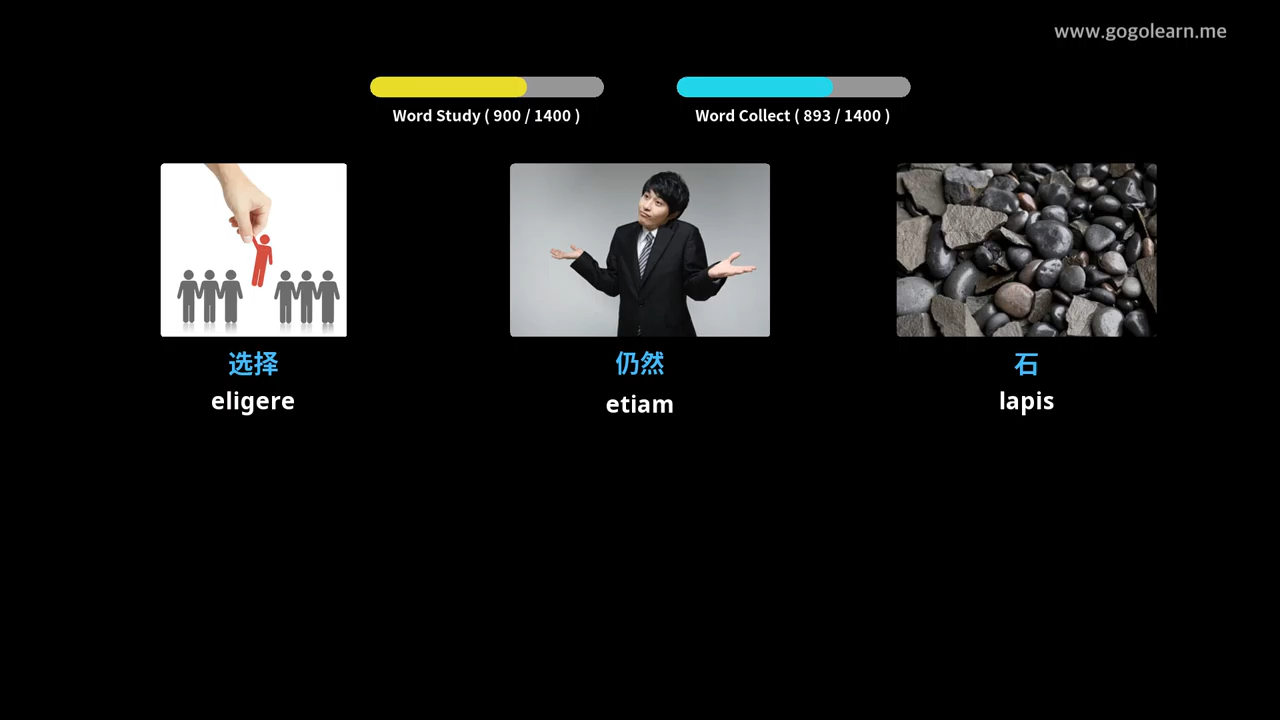 www.gogolearn.me
Word Study ( 900 / 1400 )
Word Collect ( 893 / 1400 )
选择
仍然
石
eligere
etiam
lapis